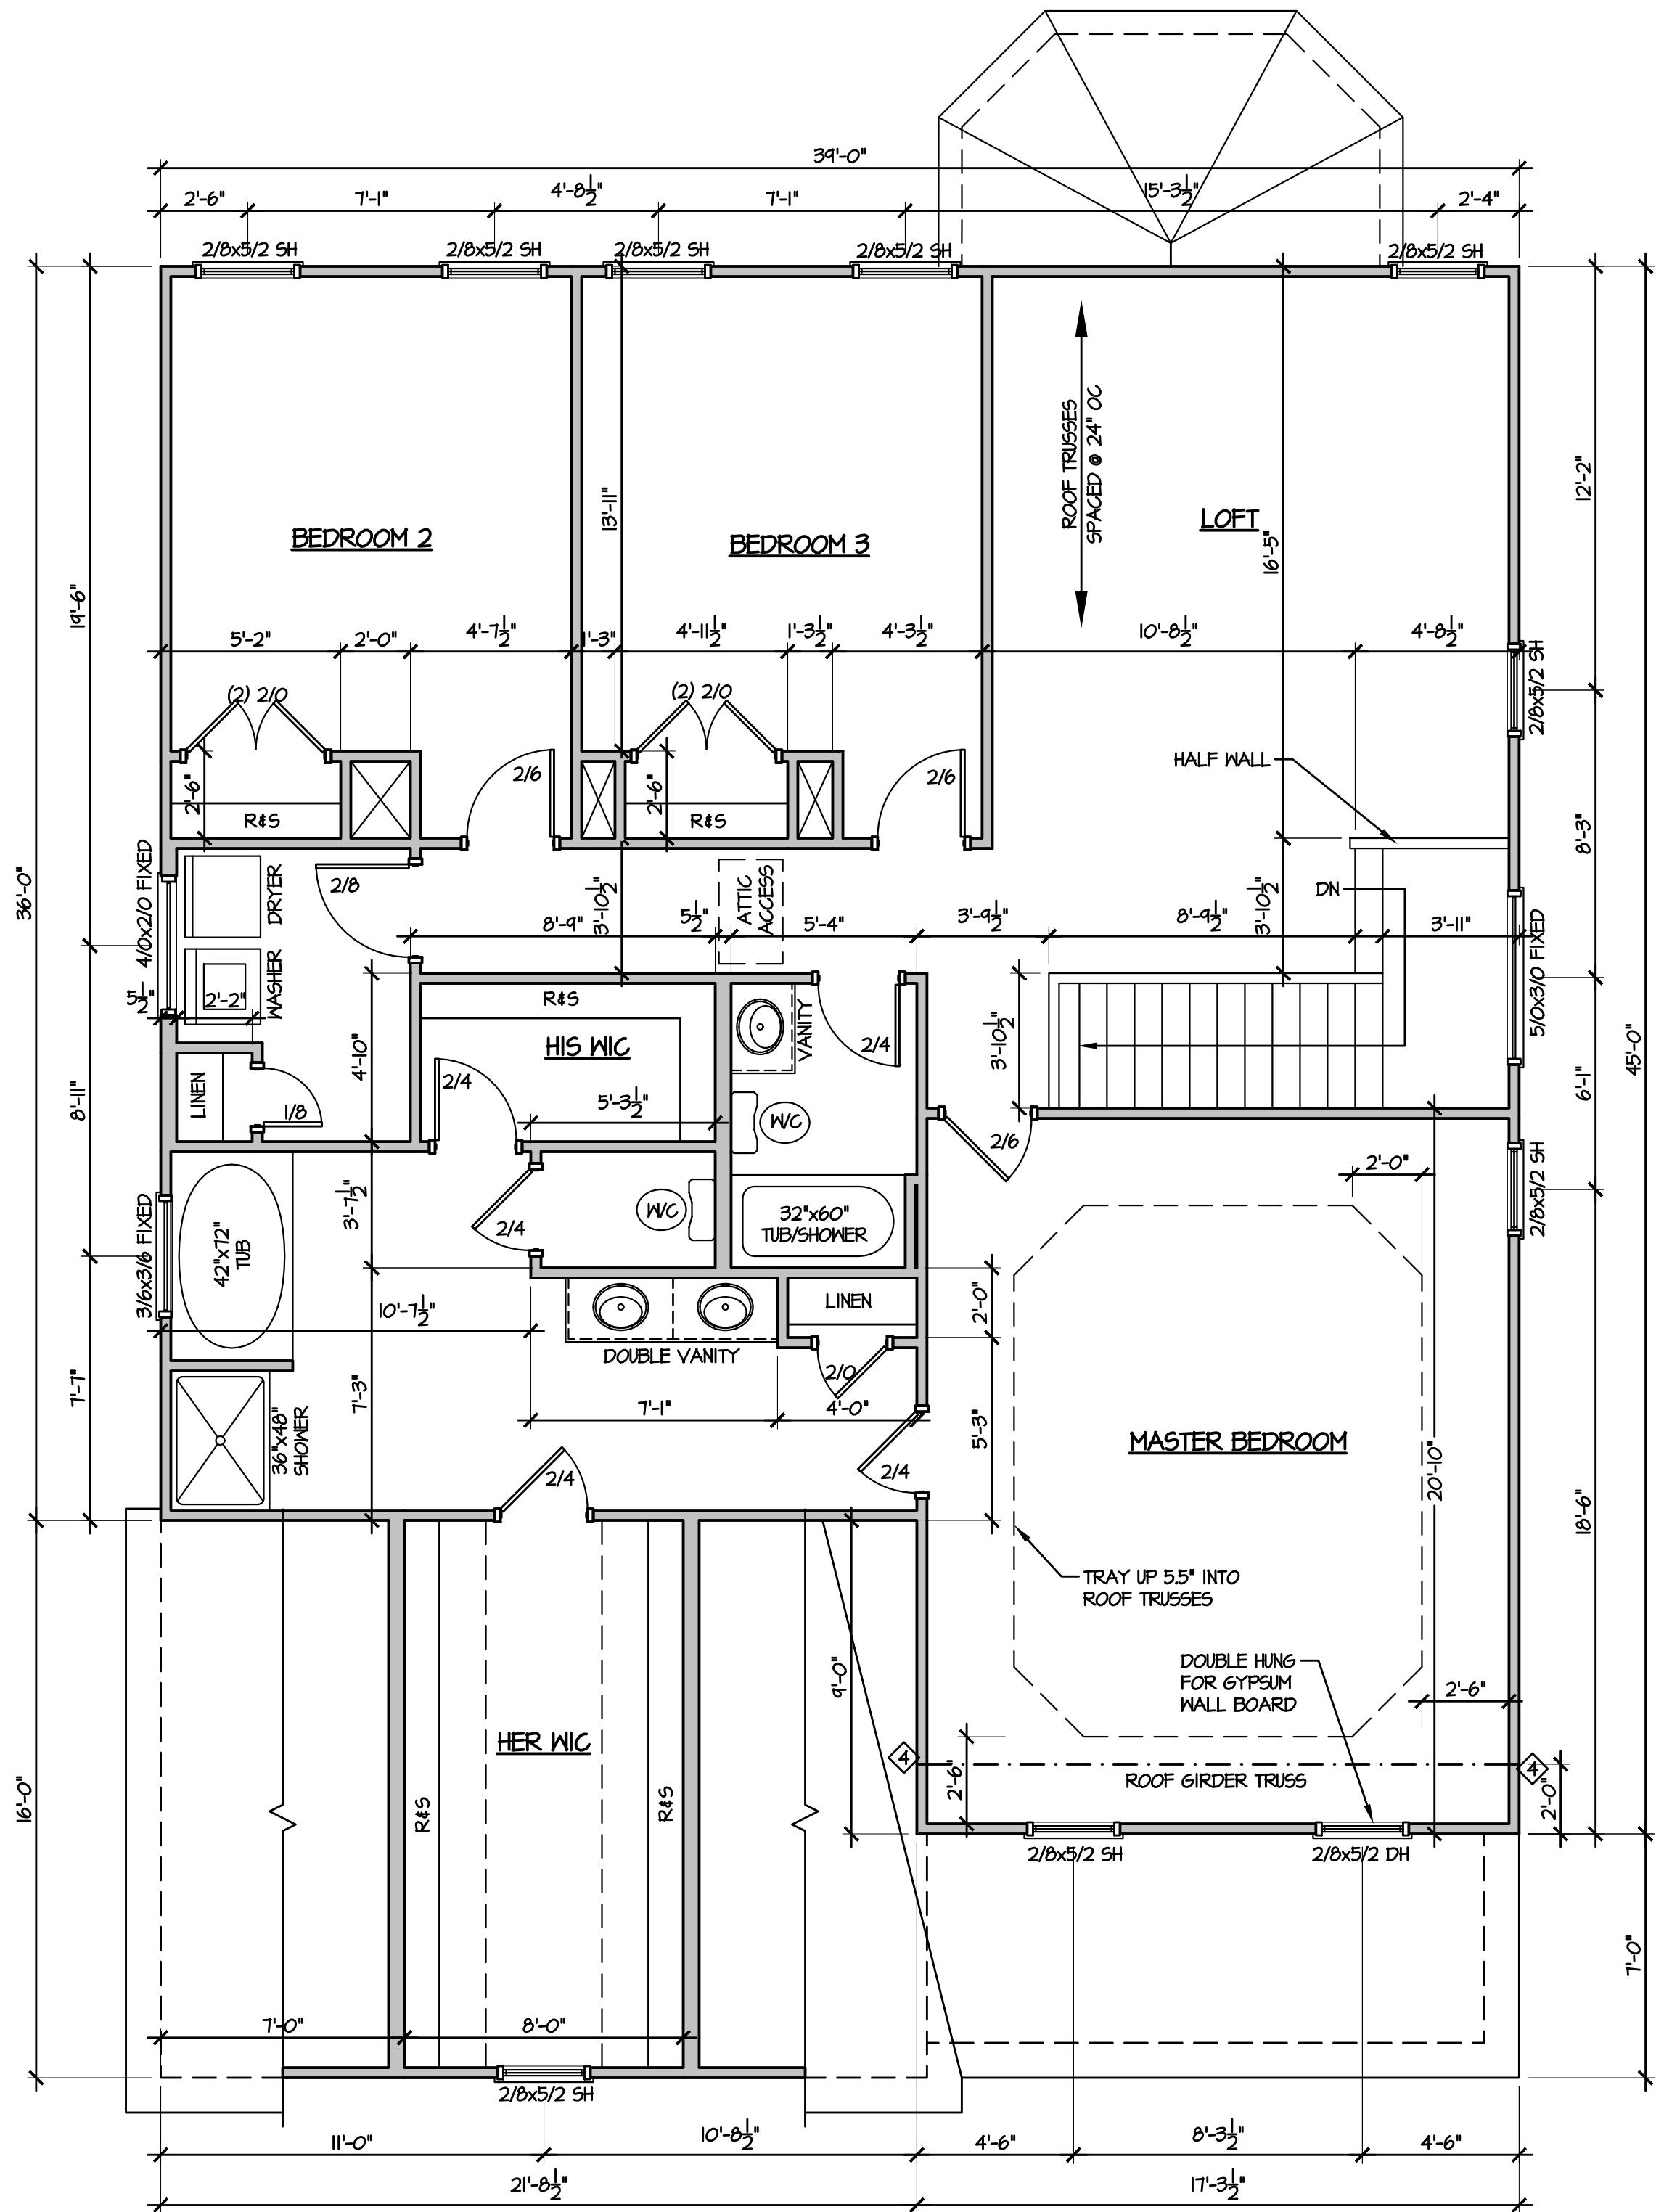 39'-0"
2'-6"
7'-1"
4'-8½"
7'-1"
15'-3½"
2'-4"
2/8x5/2 SH
2/8x5/2 SH
2/8x5/2 SH
2/8x5/2 SH
2/8x5/2 SH
36'-0"
19'-6"
13'-11"
ROOF TRUSSES
SPACED @ 24" OC
16'-5"
12'-2"
BEDROOM 2
BEDROOM 3
LOFT
5'-2"
2'-0"
4'-7½"
1'-3"
4'-11½"
1'-3½"
4'-3½"
10'-8½"
4'-8½"
2/8x5/2 SH
(2) 2/0
(2) 2/0
2'-6"
2/6
2'-6"
2/6
HALF WALL
R&S
R&S
8'-3"
45'-0"
4/0x2/0 FIXED
DRYER
2/8
ATTIC
ACCESS
3'-10½"
3'-10½"
DN
8'-9"
5½"
5'-4"
3'-9½"
8'-9½"
3'-11"
5/0x3/0 FIXED
5½"
2'-2"
WASHER
R&S
HIS WIC
VANITY
2/4
3'-10½"
6'-1"
8'-11"
LINEN
1/8
4'-10"
2/4
5'-3½"
W/C
2/6
2'-0"
2/8x5/2 SH
3/6x3/6 FIXED
42"x72"
TUB
3'-7½"
2/4
W/C
32"x60"
TUB/SHOWER
10'-7½"
LINEN
2'-0"
DOUBLE VANITY
2/0
7'-7"
7'-3"
7'-1"
4'-0"
5'-3"
36"x48"
SHOWER
2/4
2/4
MASTER BEDROOM
20'-10"
18'-6"
TRAY UP 5.5" INTO
ROOF TRUSSES
9'-0"
DOUBLE HUNG
FOR GYPSUM
WALL BOARD
2'-6"
HER WIC
4
2'-6"
ROOF GIRDER TRUSS
4
2'-0"
16'-0"
R&S
R&S
2/8x5/2 SH
2/8x5/2 DH
7'-0"
7'-0"
8'-0"
2/8x5/2 SH
11'-0"
10'-8½"
4'-6"
8'-3½"
4'-6"
21'-8½"
17'-3½"